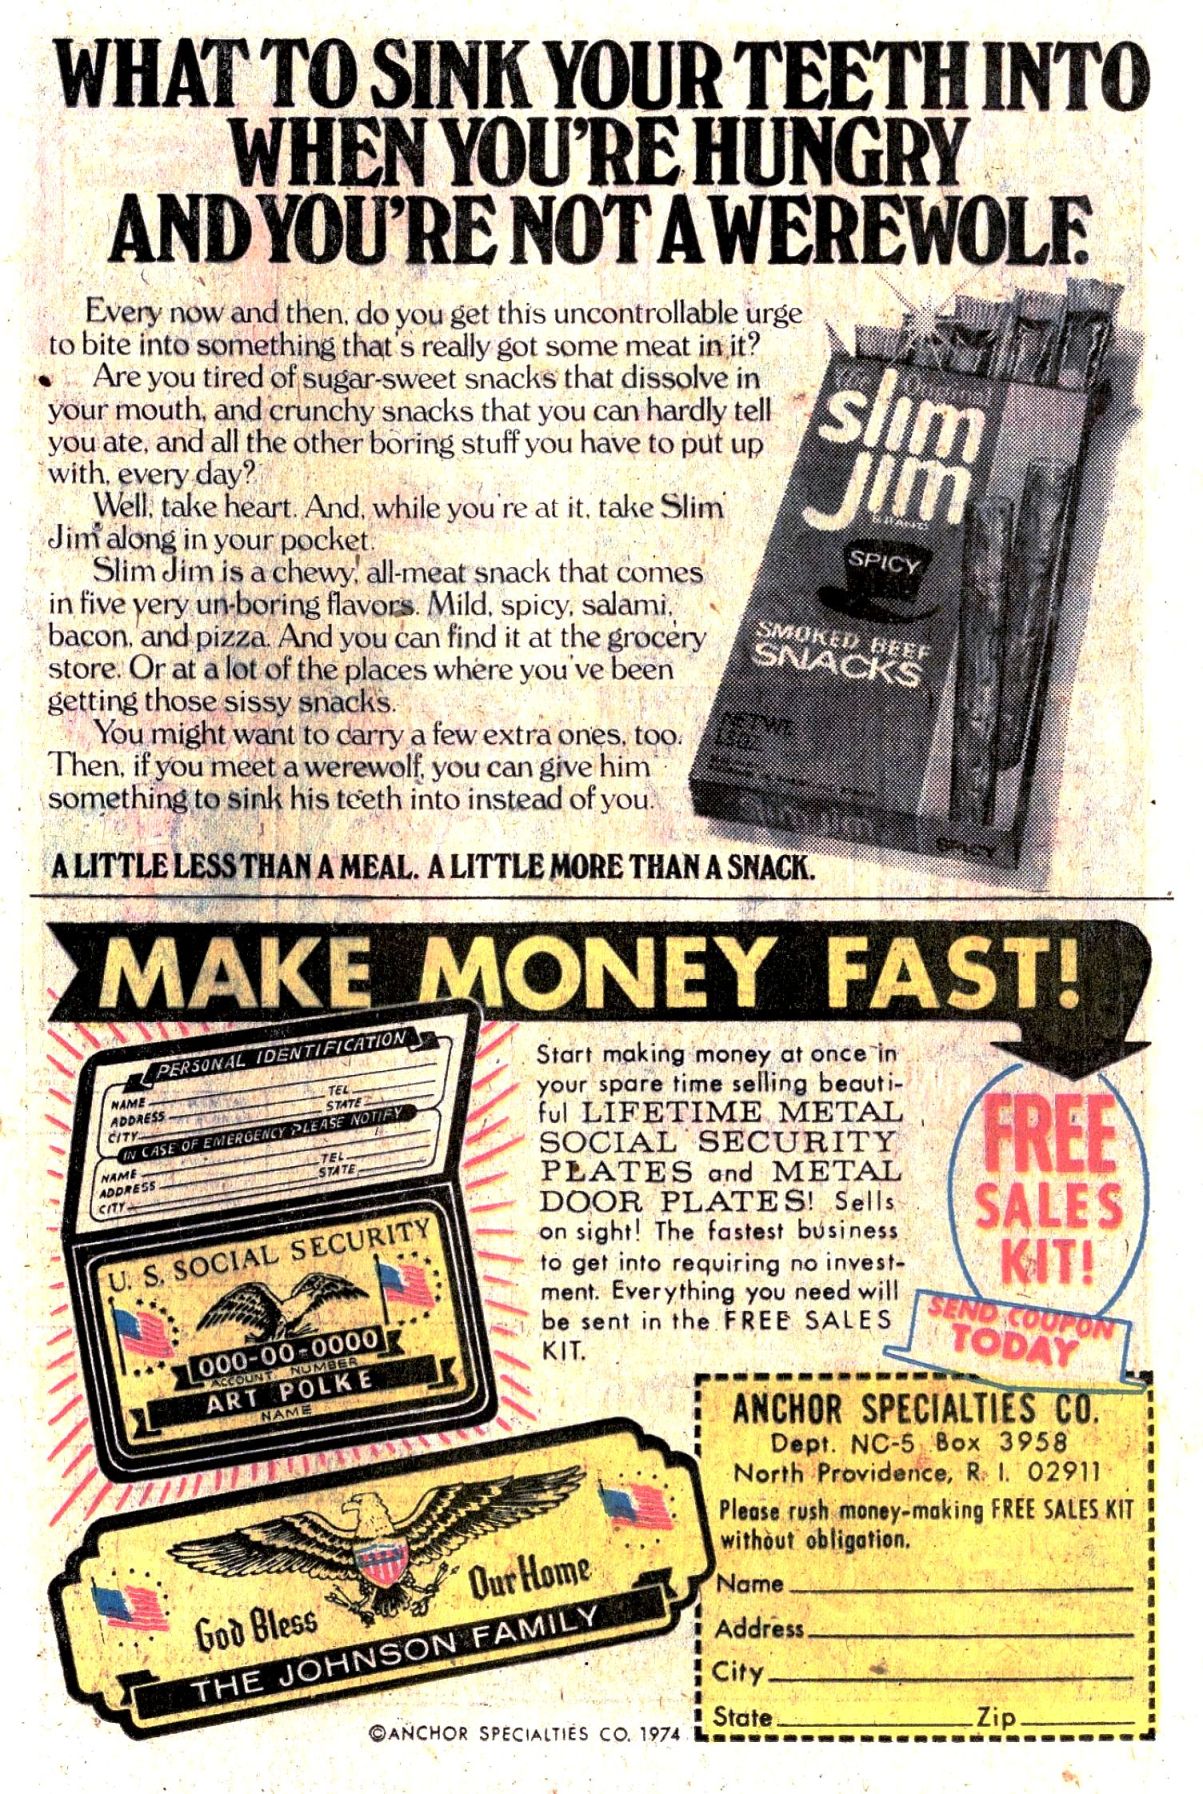 WHAT TO SINK YOUR TEETH INTO
WHEN YOU'RE HUNGRY
AND YOU'RE NOT A WEREWOLF.
Every now and then, do you get this uncontrollable urge
to bite into something that's really got some meat in it?
Are you tired of sugar-sweet snacks that dissolve in
your mouth, and crunchy snacks that you can hardly tell
you ate, and all the other boring stuff you have to put up
with, every day?
Well, take heart. And, while you're at it, take Slim
Jim along in your pocket.
Slim Jim is a chewy, all-meat snack that comes
in five very un-boring flavors. Mild, spicy, salami,
bacon, and pizza. And you can find it at the grocery
store. Or at a lot of the places where you've been
getting those sissy snacks.
You might want to carry a few extra ones, too.
Then, if you meet a werewolf, you can give him
something to sink his teeth into instead of you.
slim
jim
BRAND
SPICY
SMOKED BEEF
SNACKS
NET WT.
SPICY
A LITTLE LESS THAN A MEAL. A LITTLE MORE THAN A SNACK.
MAKE MONEY FAST!
PERSONAL IDENTIFICATION
NAME TEL.
ADDRESS STATE
CITY
IN CASE OF EMERGENCY PLEASE NOTIFY
NAME TEL.
ADDRESS STATE
CITY
U. S. SOCIAL SECURITY
000-00-0000
ACCOUNT NUMBER
ART POLKE
NAME
Start making money at once in
your spare time selling beauti-
ful LIFETIME METAL
SOCIAL SECURITY
PLATES and METAL
DOOR PLATES! Sells
on sight! The fastest business
to get into requiring no invest-
ment. Everything you need will
be sent in the FREE SALES
KIT.
FREE
SALES
KIT!
SEND COUPON
TODAY
God Bless Our Home
THE JOHNSON FAMILY
©ANCHOR SPECIALTIES CO. 1974
ANCHOR SPECIALTIES CO.
Dept. NC-5 Box 3958
North Providence, R. I. 02911
Please rush money-making FREE SALES KIT
without obligation.
Name
Address
City
State Zip